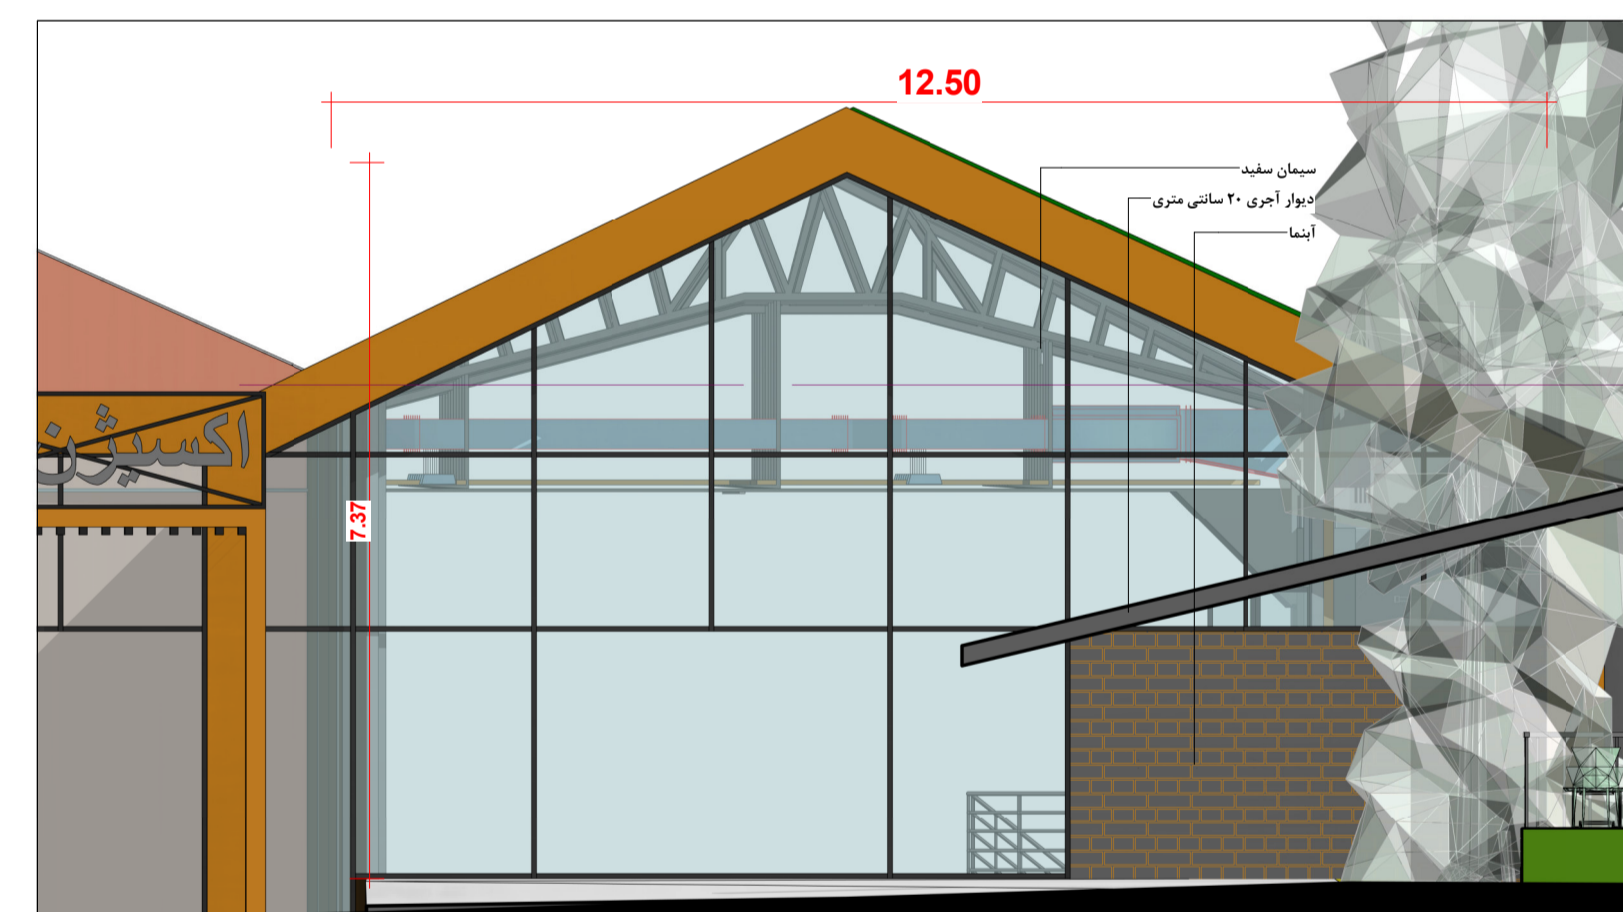 12.50
سیمان سفید
دیوار آجری ۲۰ سانتی متری
آبنما
اکسیژن
7.37